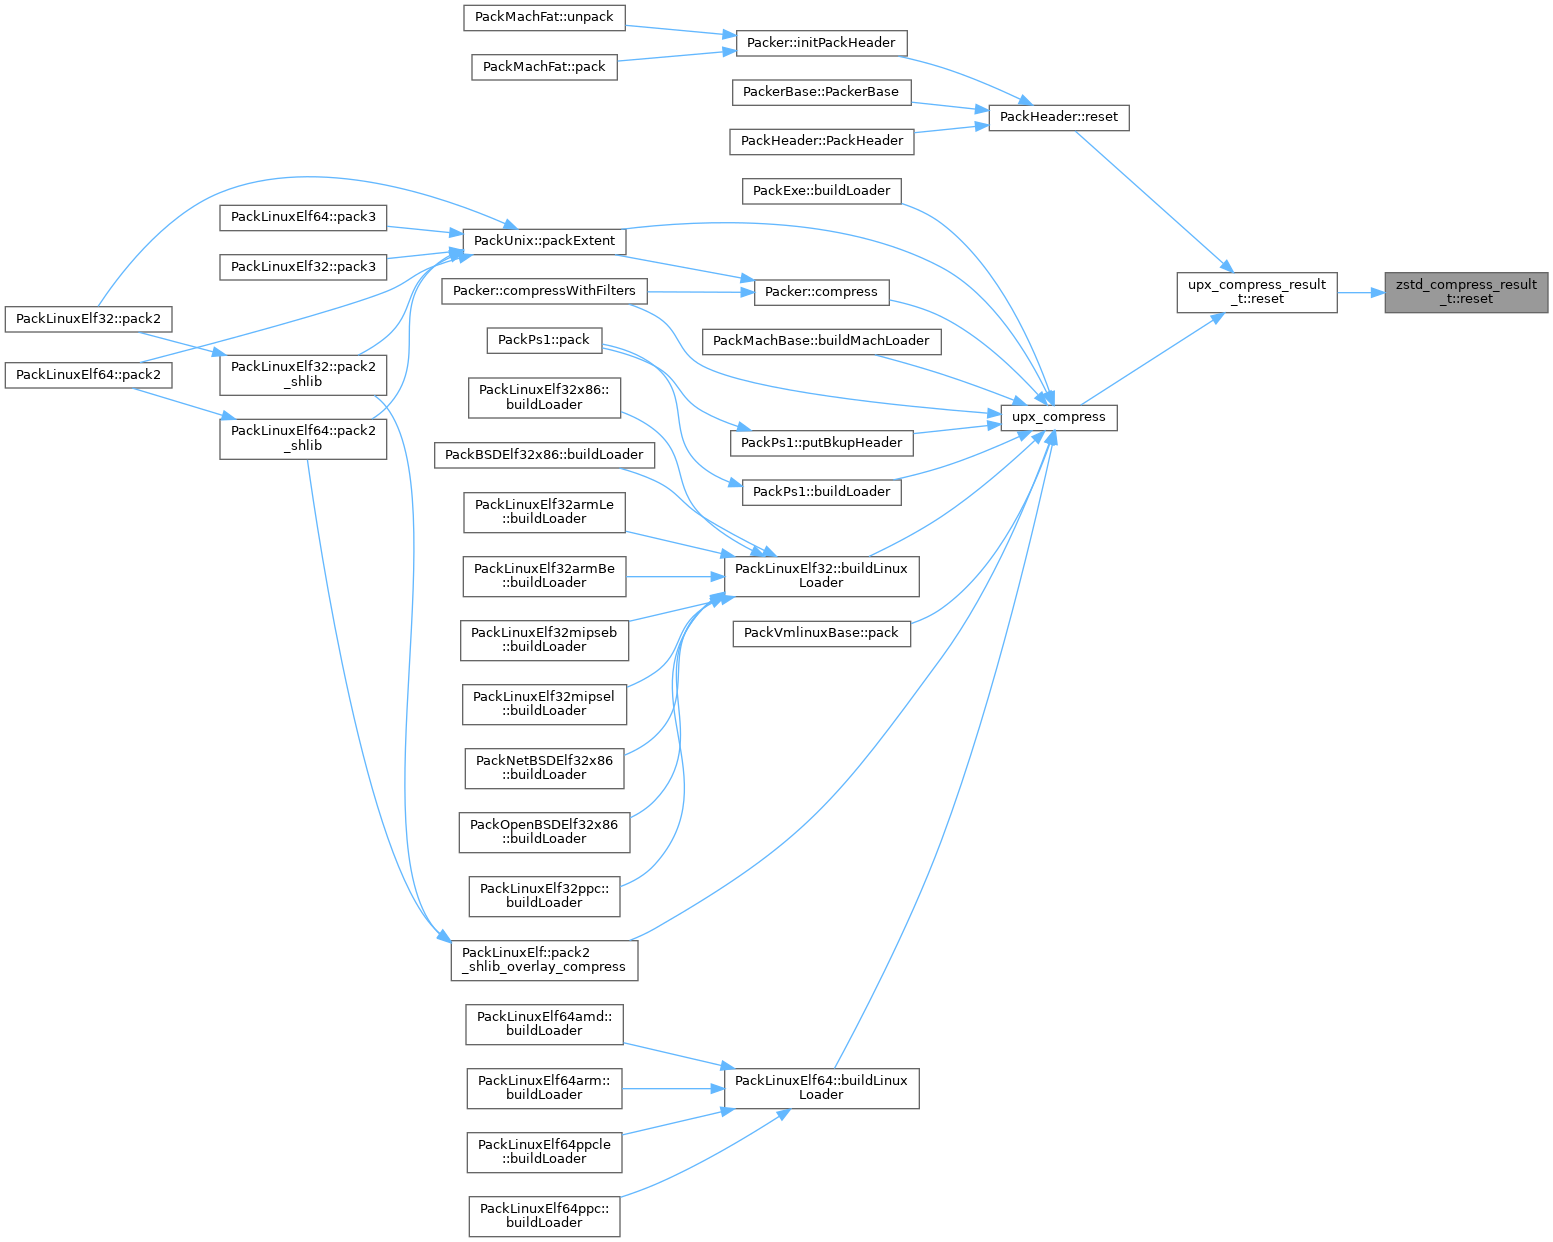 PackMachFat::unpack
Packer::initPackHeader
PackMachFat::pack
PackerBase::PackerBase
PackHeader::reset
PackHeader::PackHeader
PackExe::buildLoader
PackLinuxElf64::pack3
PackUnix::packExtent
PackLinuxElf32::pack3
Packer::compressWithFilters
Packer::compress
upx_compress_result
_t::reset
zstd_compress_result
_t::reset
PackLinuxElf32::pack2
PackPs1::pack
PackMachBase::buildMachLoader
PackLinuxElf64::pack2
PackLinuxElf32::pack2
_shlib
PackLinuxElf32x86::
buildLoader
upx_compress
PackLinuxElf64::pack2
_shlib
PackPs1::putBkupHeader
PackBSDElf32x86::buildLoader
PackPs1::buildLoader
PackLinuxElf32armLe
::buildLoader
PackLinuxElf32armBe
::buildLoader
PackLinuxElf32::buildLinux
Loader
PackLinuxElf32mipseb
::buildLoader
PackVmlinuxBase::pack
PackLinuxElf32mipsel
::buildLoader
PackNetBSDElf32x86
::buildLoader
PackOpenBSDElf32x86
::buildLoader
PackLinuxElf32ppc::
buildLoader
PackLinuxElf::pack2
_shlib_overlay_compress
PackLinuxElf64amd::
buildLoader
PackLinuxElf64arm::
buildLoader
PackLinuxElf64::buildLinux
Loader
PackLinuxElf64ppcle
::buildLoader
PackLinuxElf64ppc::
buildLoader